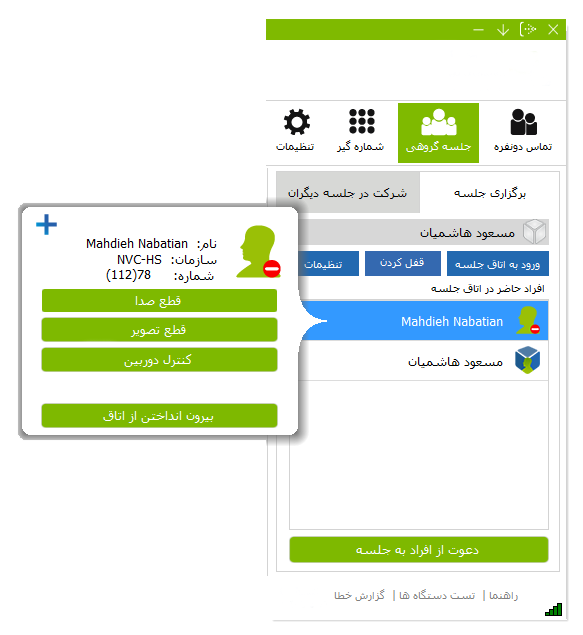 تماس دونفره
جلسه گروهی
شماره گیر
تنظیمات
برگزاری جلسه
شرکت در جلسه دیگران
مسعود هاشمیان
ورود به اتاق جلسه
قفل کردن
تنظیمات
افراد حاضر در اتاق جلسه
Mahdieh Nabatian
مسعود هاشمیان
دعوت از افراد به جلسه
راهنما | تست دستگاه ها | گزارش خطا
نام: Mahdieh Nabatian
سازمان: NVC-HS
شماره: 78(112)
قطع صدا
قطع تصویر
کنترل دوربین
بیرون انداختن از اتاق